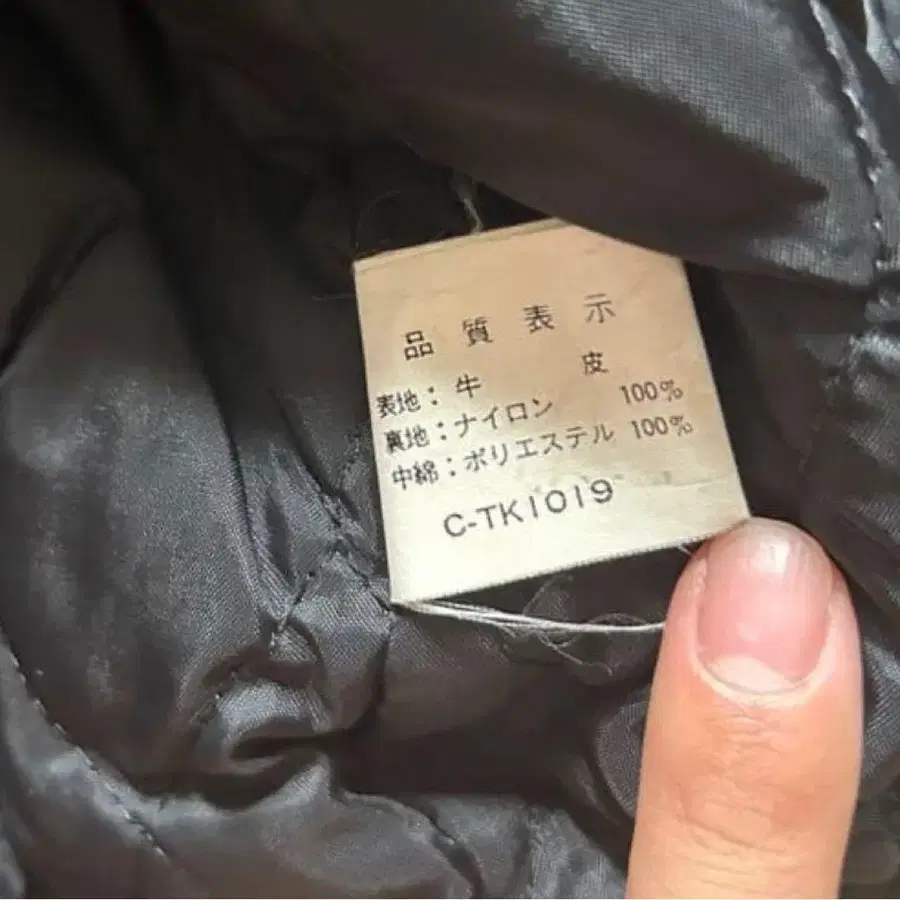 品質表示
表地：牛　皮
裏地：ナイロン 100%
中綿：ポリエステル 100%
C-TK1019